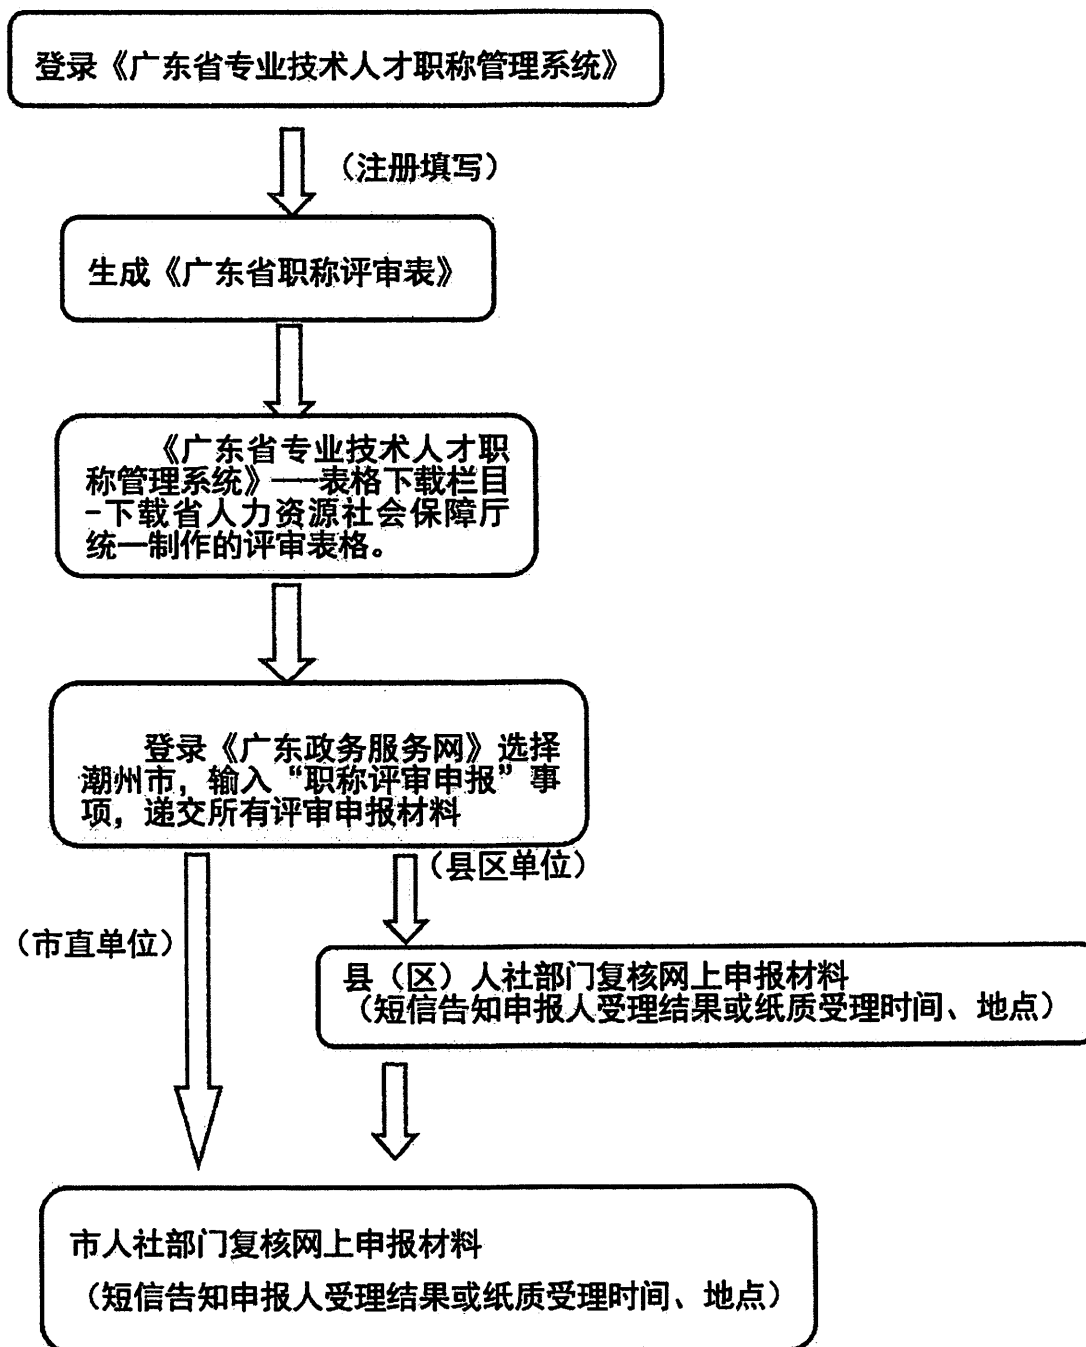 登录《广东省专业技术人才职称管理系统》
（注册填写）
生成《广东省职称评审表》
《广东省专业技术人才职
称管理系统》——表格下载栏目
-下载省人力资源社会保障厅
统一制作的评审表格。
登录《广东政务服务网》选择
潮州市，输入“职称评审申报”事
项，递交所有评审申报材料
（县区单位）
（市直单位）
县（区）人社部门复核网上申报材料
（短信告知申报人受理结果或纸质受理时间、地点）
市人社部门复核网上申报材料
（短信告知申报人受理结果或纸质受理时间、地点）